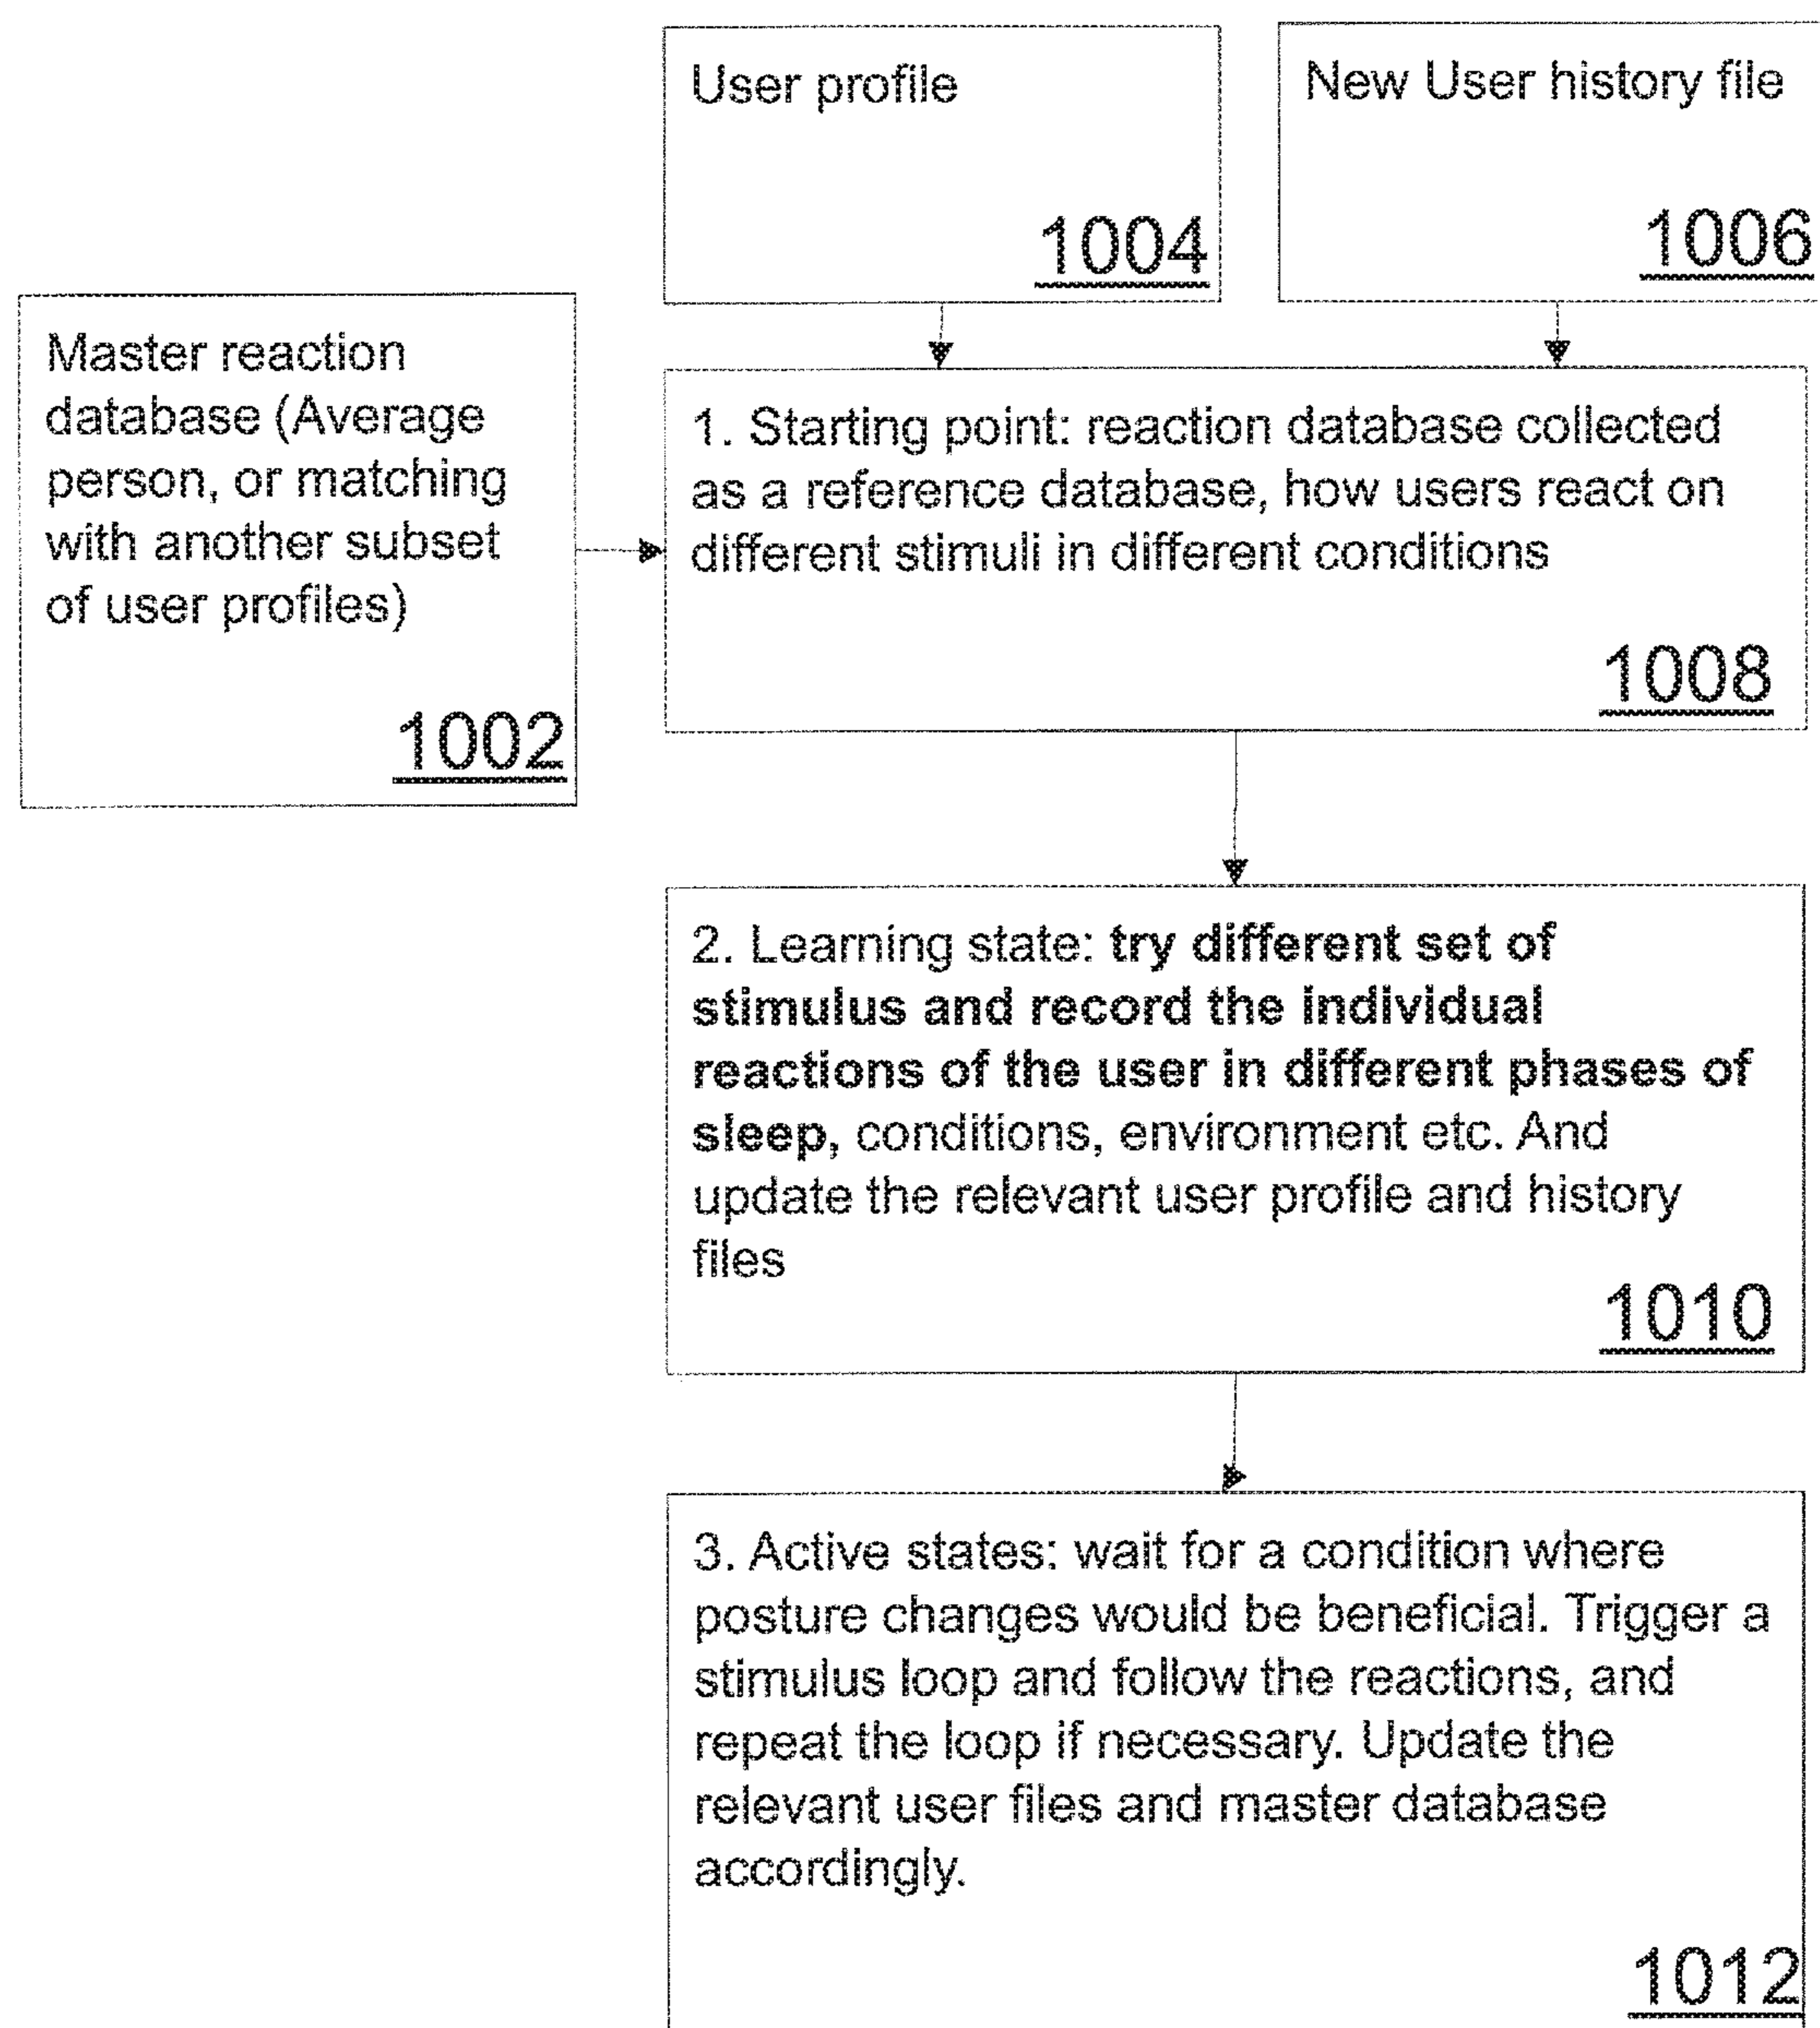 User profile
1004
New User history file
1006
Master reaction
database (Average
person, or matching
with another subset
of user profiles)
1002
1. Starting point: reaction database collected
as a reference database, how users react on
different stimuli in different conditions
1008
2. Learning state: try different set of
stimulus and record the individual
reactions of the user in different phases of
sleep, conditions, environment etc. And
update the relevant user profile and history
files
1010
3. Active states: wait for a condition where
posture changes would be beneficial. Trigger a
stimulus loop and follow the reactions, and
repeat the loop if necessary. Update the
relevant user files and master database
accordingly.
1012